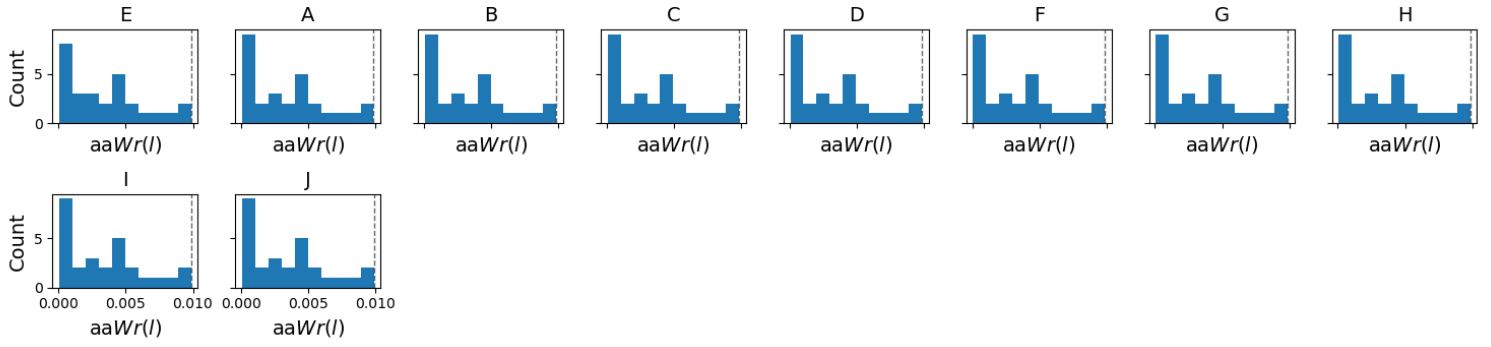 E A B C D F G H
Count 5 0
aaWr(l) aaWr(l) aaWr(l) aaWr(l) aaWr(l) aaWr(l) aaWr(l) aaWr(l)
I J
Count 5 0
0.000 0.005 0.010 0.000 0.005 0.010
aaWr(l) aaWr(l)